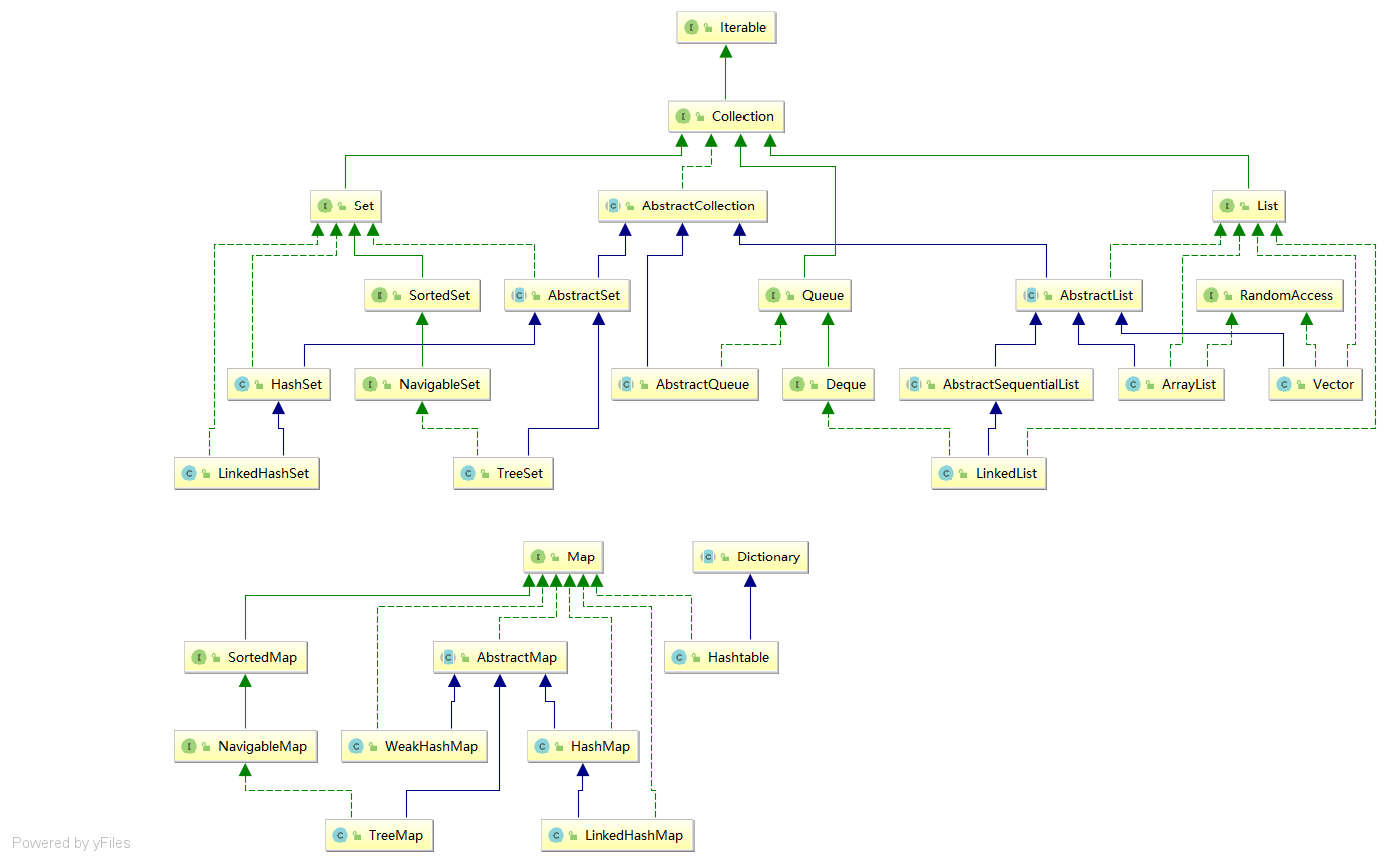 Iterable
Collection
Set
AbstractCollection
List
SortedSet
AbstractSet
Queue
AbstractList
RandomAccess
HashSet
NavigableSet
AbstractQueue
Deque
AbstractSequentialList
ArrayList
Vector
LinkedHashSet
TreeSet
LinkedList
Map
Dictionary
SortedMap
AbstractMap
Hashtable
NavigableMap
WeakHashMap
HashMap
TreeMap
LinkedHashMap
Powered by yFiles